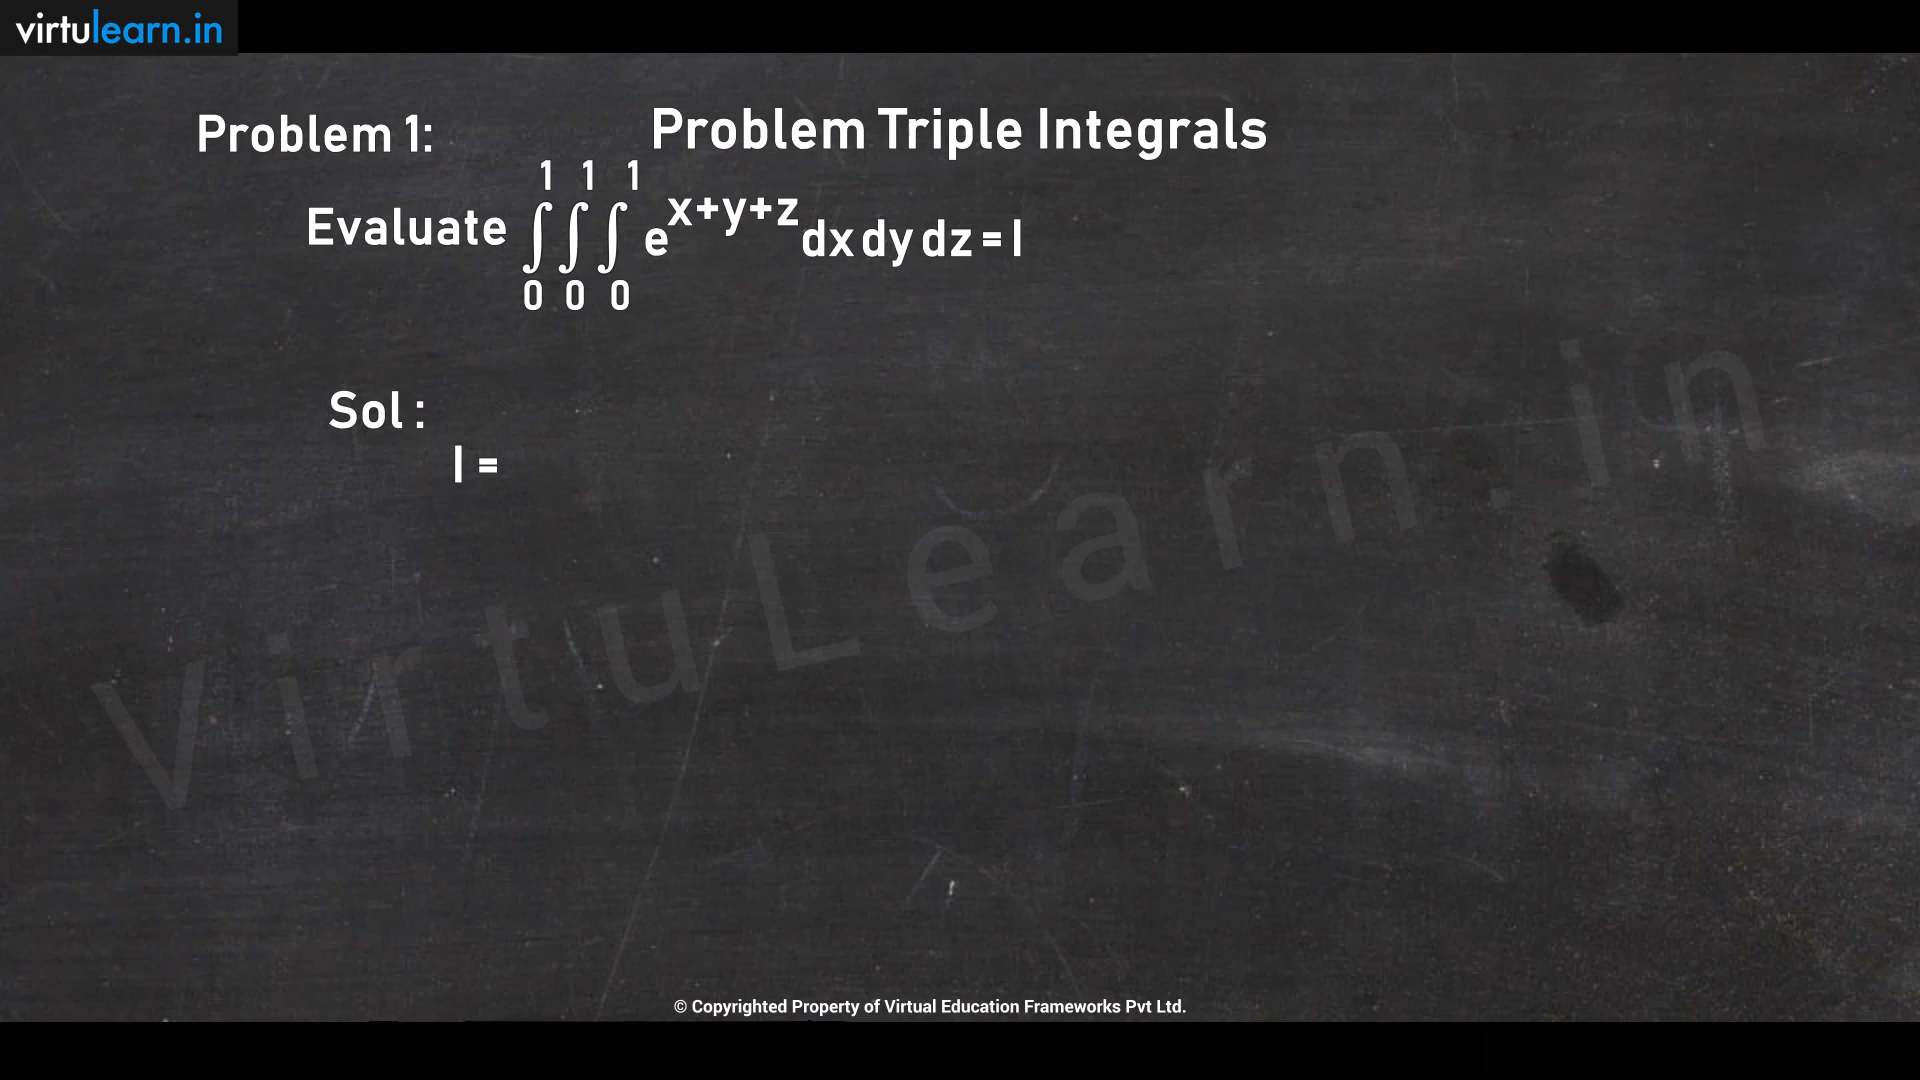 virtulearn.in
Problem 1:
Problem Triple Integrals
1 1 1
Evaluate ∫ ∫ ∫ e^x+y+z dx dy dz = I
0 0 0
Sol :
I =
VirtuLearn.in
© Copyrighted Property of Virtual Education Frameworks Pvt Ltd.